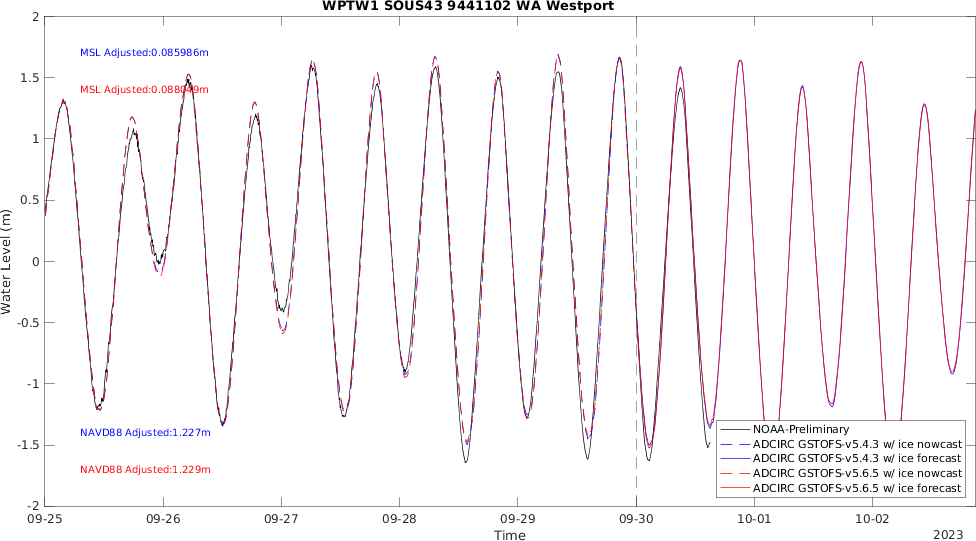 WPTW1 SOUS43 9441102 WA Westport
2
1.5
1
0.5
0
-0.5
-1
-1.5
-2
Water Level (m)
MSL Adjusted:0.085986m
MSL Adjusted:0.088049m
NAVD88 Adjusted:1.227m
NAVD88 Adjusted:1.229m
NOAA-Preliminary
ADCIRC GSTOFS-v5.4.3 w/ ice nowcast
ADCIRC GSTOFS-v5.4.3 w/ ice forecast
ADCIRC GSTOFS-v5.6.5 w/ ice nowcast
ADCIRC GSTOFS-v5.6.5 w/ ice forecast
09-25 09-26 09-27 09-28 09-29 09-30 10-01 10-02
Time
2023